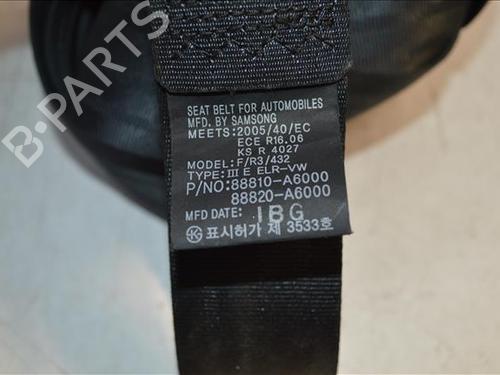 SEAT BELT FOR AUTOMOBILES
MFD. BY SAMSONG
MEETS:2005/40/EC
ECE R16.06
KS R 4027
MODEL:F/R3/432
TYPE:III E ELR-VW
P/NO:88810-A6000
88820-A6000
MFD DATE: IBG
표시허가 제 3533호
B-PARTS